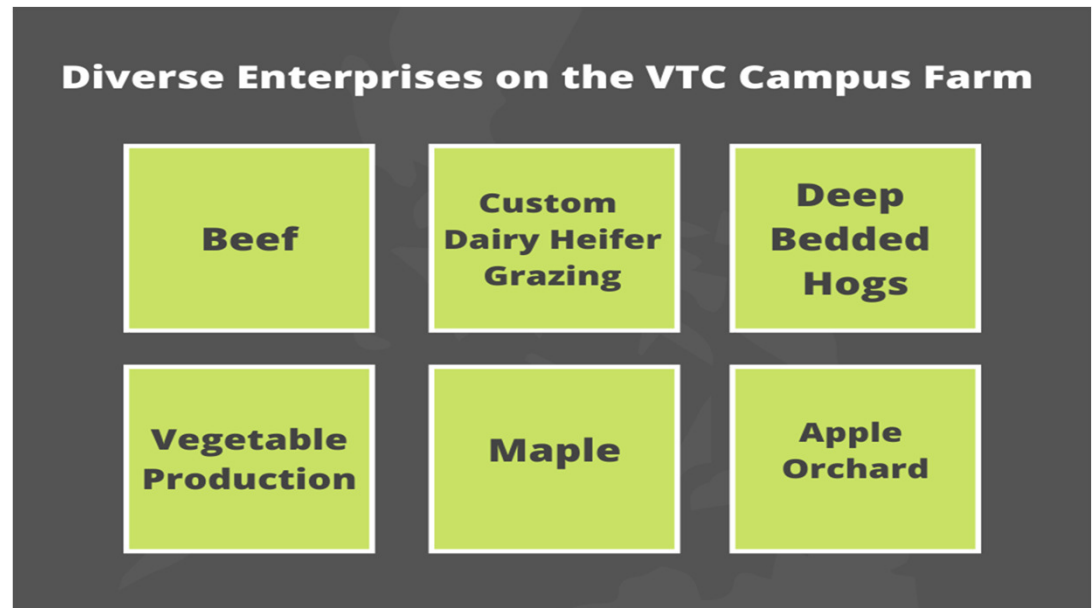 Diverse Enterprises on the VTC Campus Farm
Beef
Custom
Dairy Heifer
Grazing
Deep
Bedded
Hogs
Vegetable
Production
Maple
Apple
Orchard